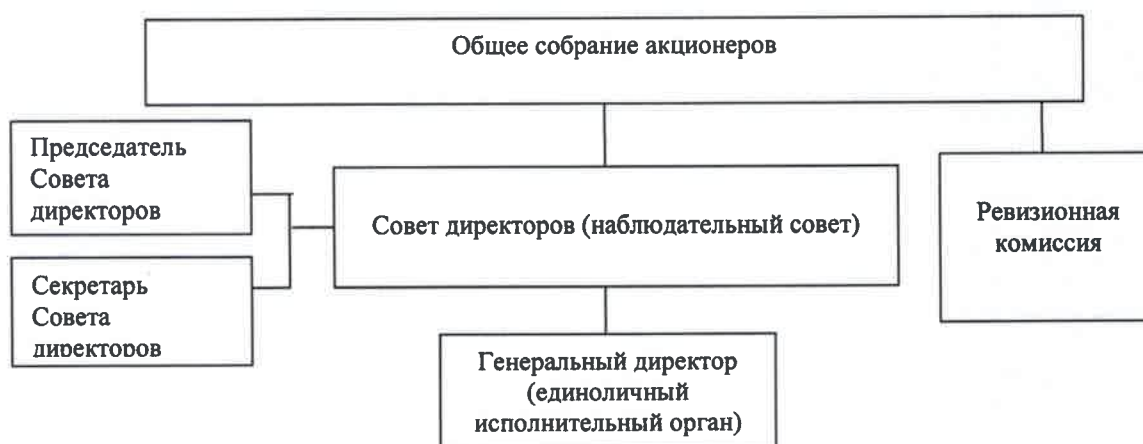 Общее собрание акционеров
Председатель
Совета
директоров
Совет директоров (наблюдательный совет)
Ревизионная
комиссия
Секретарь
Совета
директоров
Генеральный директор
(единоличный
исполнительный орган)